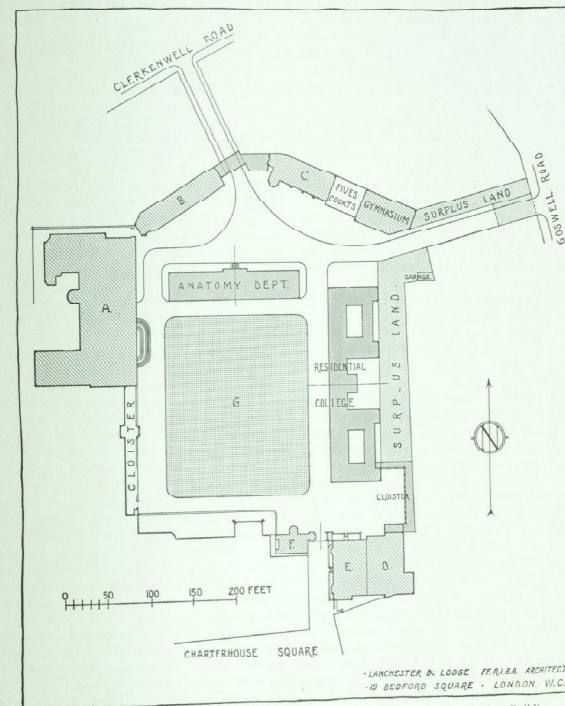 CLERKENWELL ROAD
C
FIVES
COURTS
GYMNASIUM
SURPLUS LAND
GOSWELL ROAD
B
GARAGE
ANATOMY DEPT.
A.
SURPLUS LAND.
RESIDENTIAL
COLLEGE
G
CLOISTER
CLOISTER
F
E
D
0 50 100 150 200 FEET
CHARTERHOUSE SQUARE
· LANCHESTER & LODGE FF.R.I.B.A. ARCHITECT
· 19 BEDFORD SQUARE · LONDON. W.C.